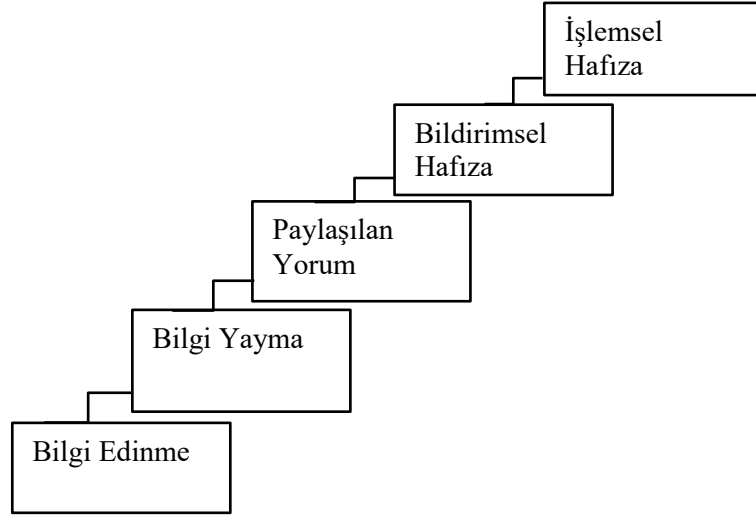 İşlemsel
Hafıza
Bildirimsel
Hafıza
Paylaşılan
Yorum
Bilgi Yayma
Bilgi Edinme